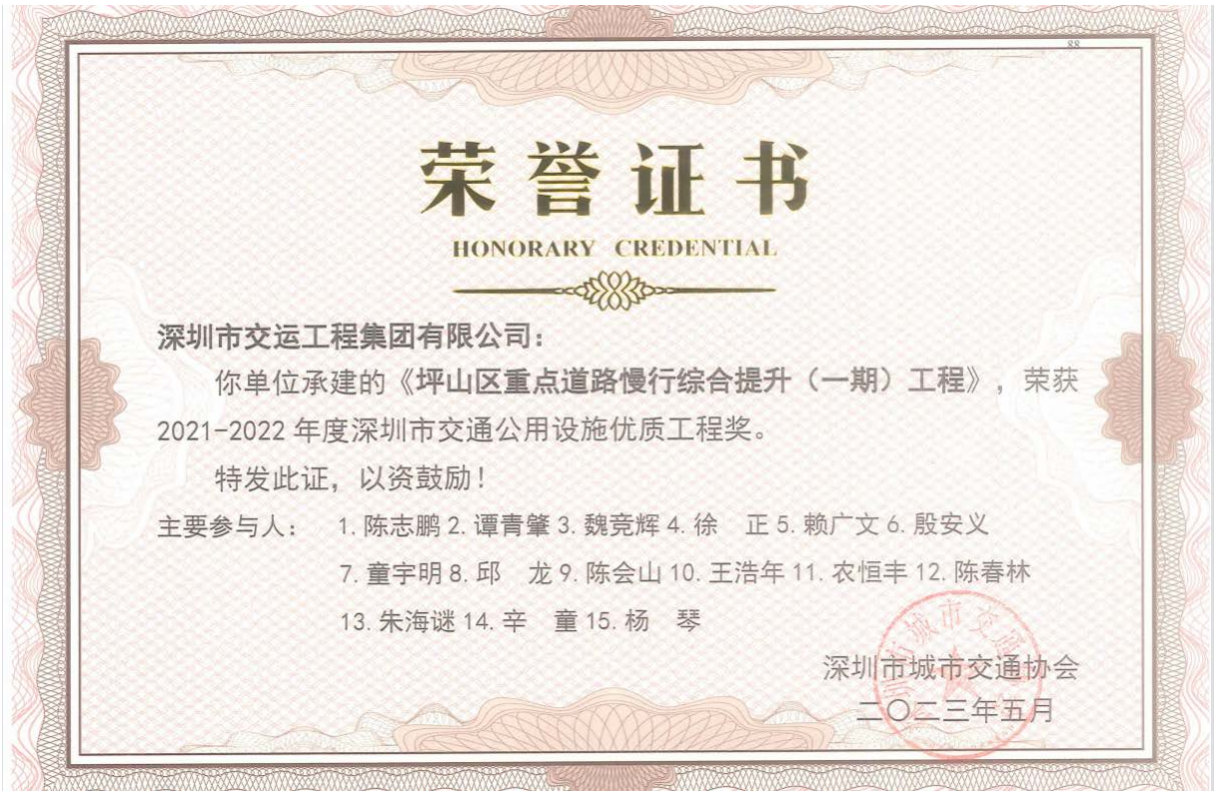 88
荣誉证书
HONORARY CREDENTIAL
深圳市交运工程集团有限公司：
你单位承建的《坪山区重点道路慢行综合提升（一期）工程》，荣获
2021-2022 年度深圳市交通公用设施优质工程奖。
特发此证，以资鼓励！
主要参与人： 1. 陈志鹏 2. 谭青肇 3. 魏竞辉 4. 徐　正 5. 赖广文 6. 殷安义
7. 童宇明 8. 邱　龙 9. 陈会山 10. 王浩年 11. 农恒丰 12. 陈春林
13. 朱海谜 14. 辛　童 15. 杨　琴
深圳市城市交通协会
二〇二三年五月